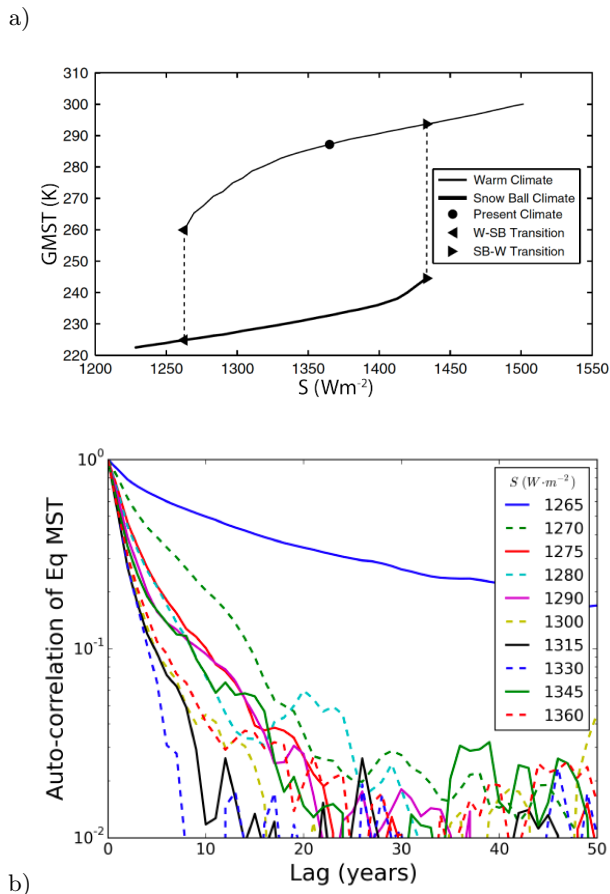 a)
310
300
290
280
270
260
250
240
230
220
GMST (K)
Warm Climate
Snow Ball Climate
Present Climate
W-SB Transition
SB-W Transition
1200 1250 1300 1350 1400 1450 1500 1550
S (Wm-2)
10⁰
10⁻¹
10⁻²
Auto-correlation of Eq MST
S (W·m⁻²)
1265
1270
1275
1280
1290
1300
1315
1330
1345
1360
0 10 20 30 40 50
Lag (years)
b)